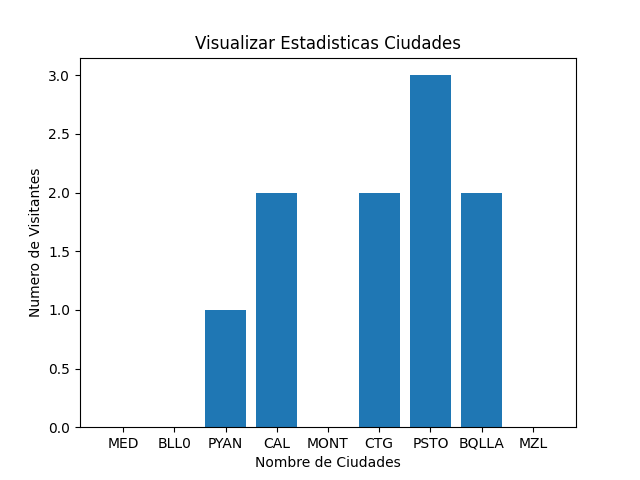 Visualizar Estadisticas Ciudades
Numero de Visitantes
3.0
2.5
2.0
1.5
1.0
0.5
0.0
MED BLL0 PYAN CAL MONT CTG PSTO BQLLA MZL
Nombre de Ciudades